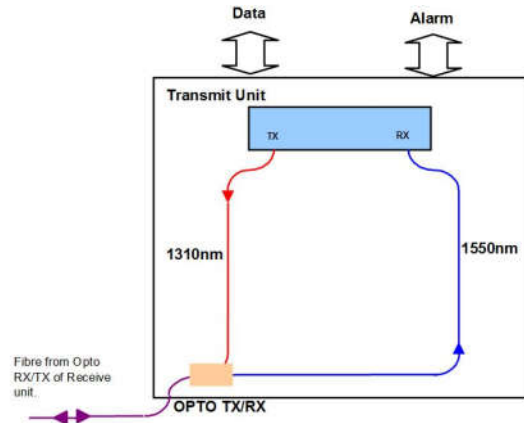 Data
Alarm
Transmit Unit
TX
RX
1310nm
1550nm
Fibre from Opto
RX/TX of Receive
unit.
OPTO TX/RX